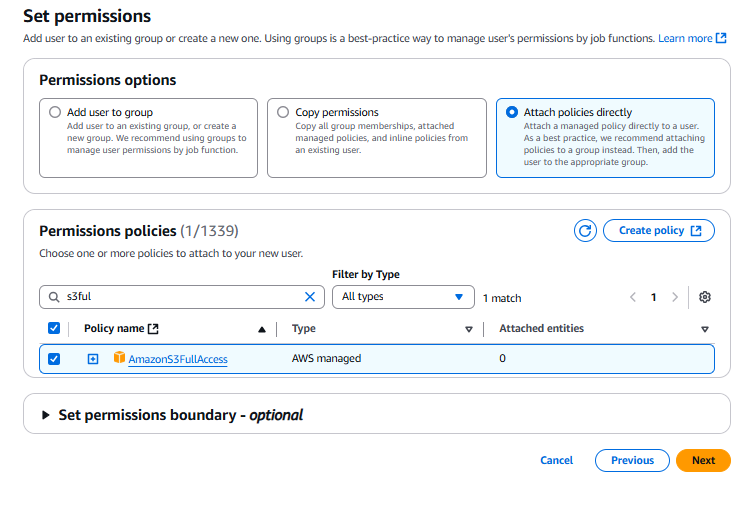 Set permissions
Add user to an existing group or create a new one. Using groups is a best-practice way to manage user's permissions by job functions. Learn more
Permissions options
Add user to group
Add user to an existing group, or create a
new group. We recommend using groups to
manage user permissions by job function.
Copy permissions
Copy all group memberships, attached
managed policies, and inline policies from
an existing user.
Attach policies directly
Attach a managed policy directly to a user.
As a best practice, we recommend attaching
policies to a group instead. Then, add the
user to the appropriate group.
Permissions policies (1/1339)
Create policy
Choose one or more policies to attach to your new user.
Filter by Type
s3ful
All types
1 match
1
Policy name
Type
Attached entities
AmazonS3FullAccess
AWS managed
0
Set permissions boundary - optional
Cancel
Previous
Next